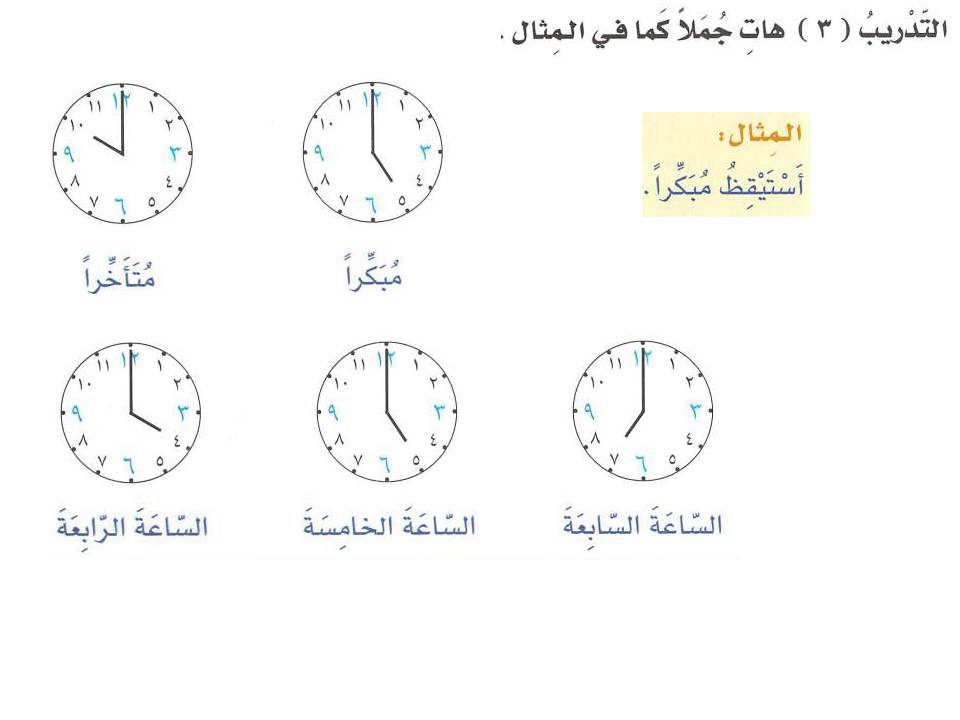 التَّدْرِيبُ ( ٣ ) هاتِ جُمَلاً كَما في المِثال .
المِثال :
أَسْتَيْقِظُ مُبَكِّراً .
١٢ ١ ٢ ٣ ٤ ٥ ٦ ٧ ٨ ٩ ١٠ ١١
مُبَكِّراً
١٢ ١ ٢ ٣ ٤ ٥ ٦ ٧ ٨ ٩ ١٠ ١١
مُتَأَخِّراً
١٢ ١ ٢ ٣ ٤ ٥ ٦ ٧ ٨ ٩ ١٠ ١١
السّاعَةَ السّابِعَةَ
١٢ ١ ٢ ٣ ٤ ٥ ٦ ٧ ٨ ٩ ١٠ ١١
السّاعَةَ الخامِسَةَ
١٢ ١ ٢ ٣ ٤ ٥ ٦ ٧ ٨ ٩ ١٠ ١١
السّاعَةَ الرّابِعَةَ